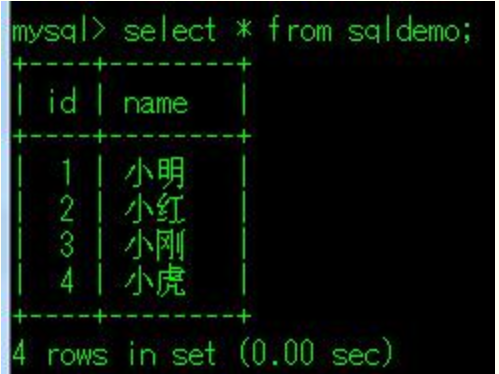 mysql> select * from sqldemo;
+----+--------+
| id | name   |
+----+--------+
|  1 | 小明   |
|  2 | 小红   |
|  3 | 小刚   |
|  4 | 小虎   |
+----+--------+
4 rows in set (0.00 sec)